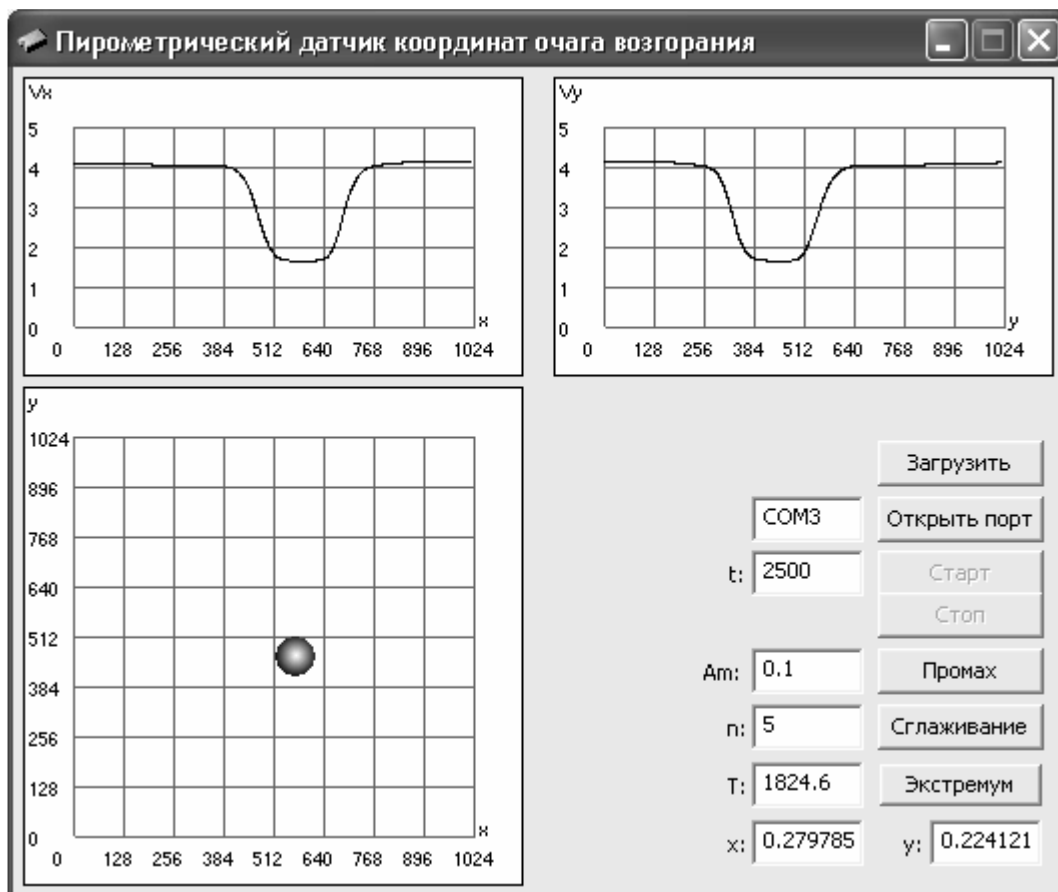 Пирометрический датчик координат очага возгорания
Vx
5
4
3
2
1
0
x
0 128 256 384 512 640 768 896 1024
Vy
5
4
3
2
1
0
y
0 128 256 384 512 640 768 896 1024
y
1024
896
768
640
512
384
256
128
0
x
0 128 256 384 512 640 768 896 1024
Загрузить
COM3 Открыть порт
t: 2500 Старт
Стоп
Am: 0.1 Промах
n: 5 Сглаживание
T: 1824.6 Экстремум
x: 0.279785 y: 0.224121